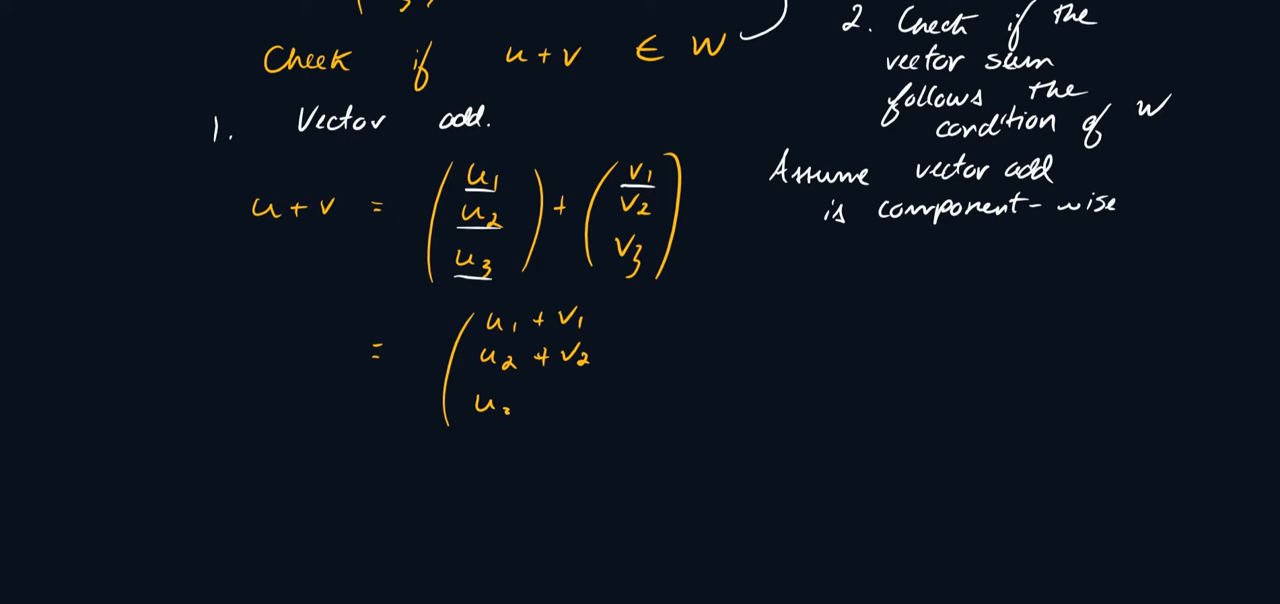 Check if u + v ∈ W
1. Vector add.
u + v = (u1 u2 u3) + (v1 v2 v3)
= (u1 + v1
u2 + v2
u
2. Check if the
vector sum
follows the
condition of W
Assume vector add
is component-wise